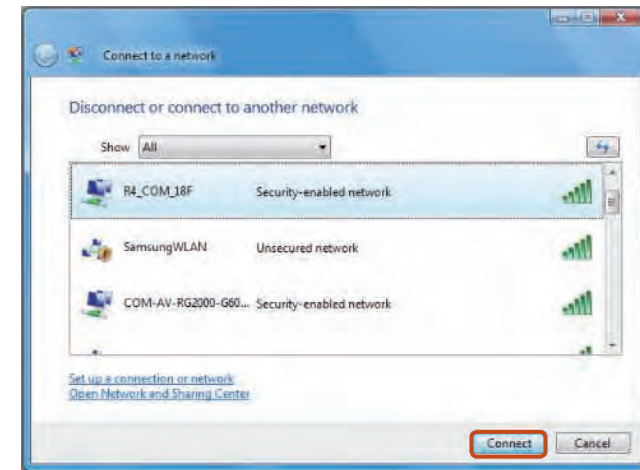 Connect to a network
Disconnect or connect to another network
Show All
R4_COM_18F Security-enabled network
SamsungWLAN Unsecured network
COM-AV-RG2000-G60... Security-enabled network
Set up a connection or network
Open Network and Sharing Center
Connect Cancel